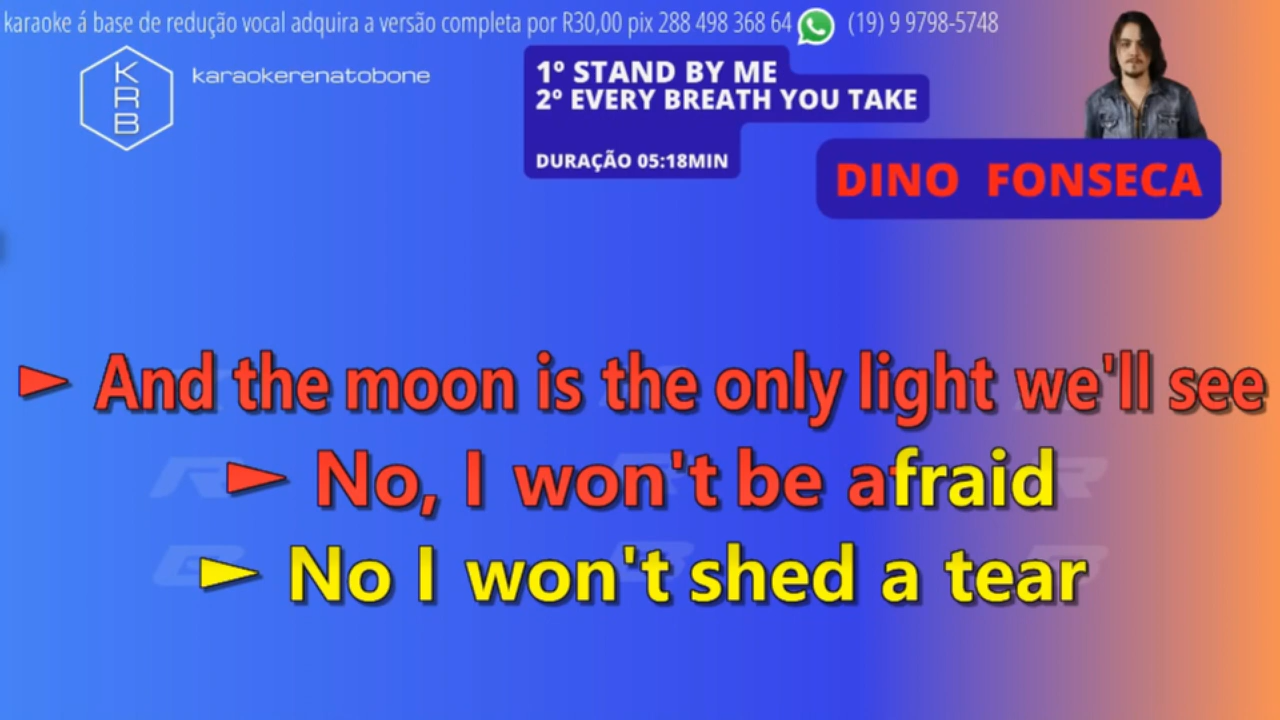 karaoke á base de redução vocal adquira a versão completa por R30,00 pix 288 498 368 64 (19) 9 9798-5748
KRB
karaokerenatobone
1º STAND BY ME
2º EVERY BREATH YOU TAKE
DURAÇÃO 05:18MIN
DINO FONSECA
► And the moon is the only light we'll see
► No, I won't be afraid
► No I won't shed a tear